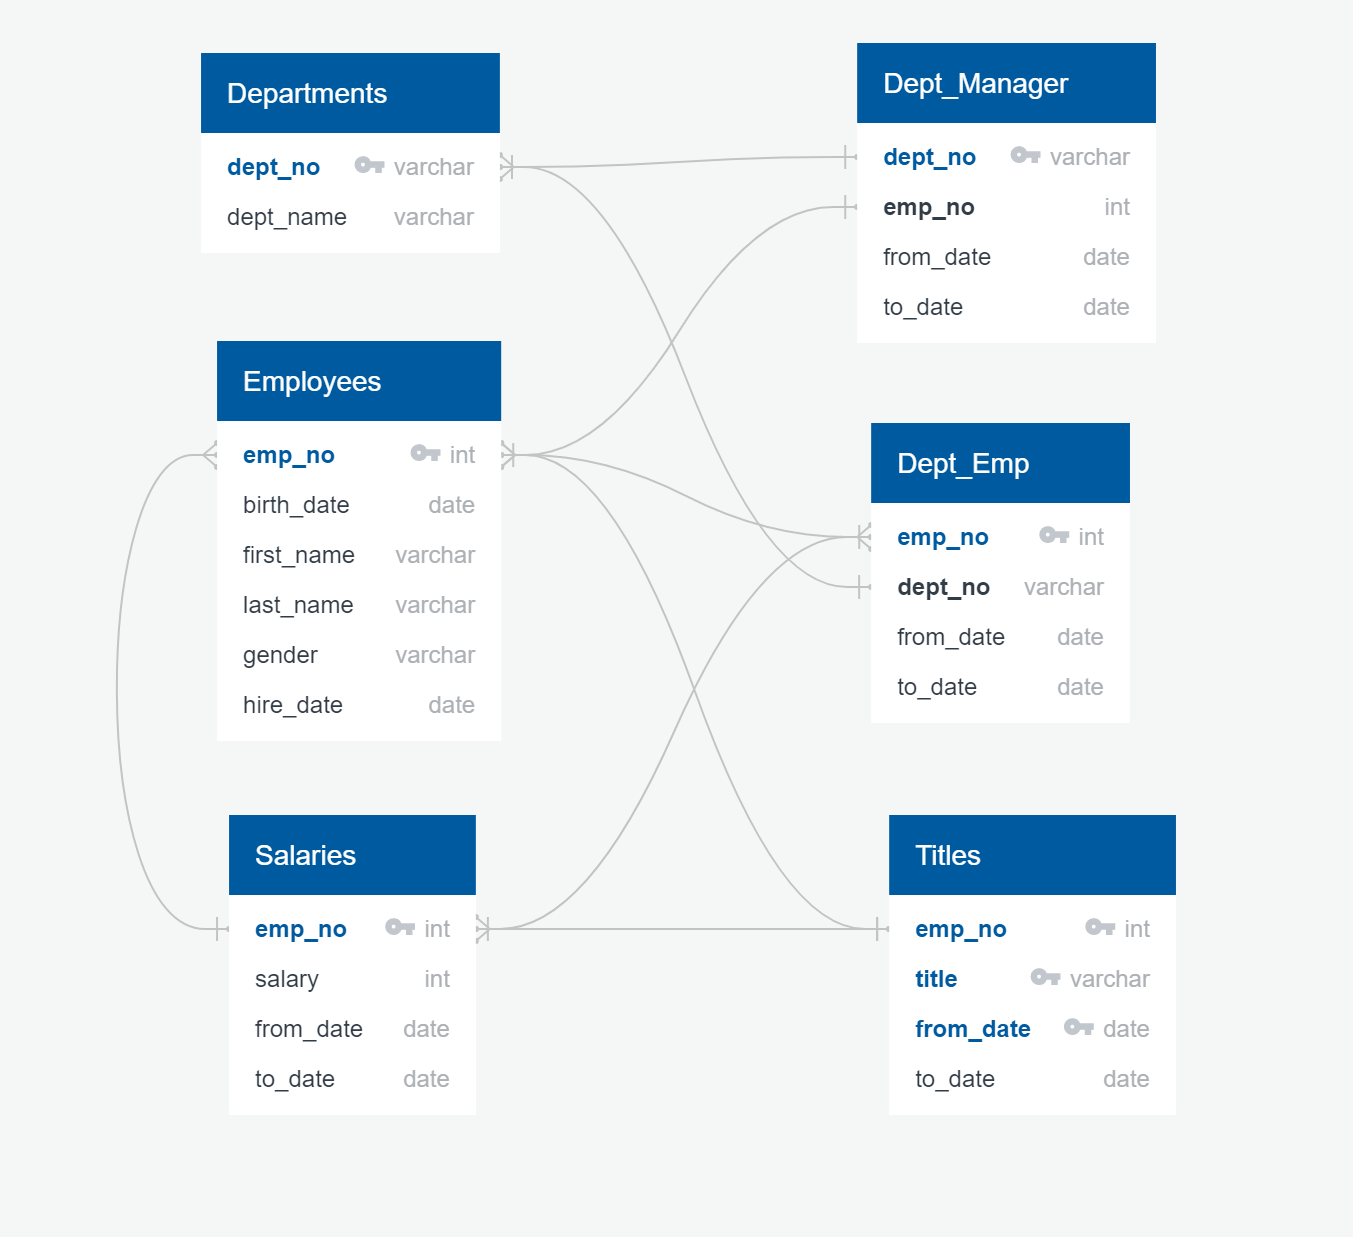 Departments
dept_no varchar
dept_name varchar
Dept_Manager
dept_no varchar
emp_no int
from_date date
to_date date
Employees
emp_no int
birth_date date
first_name varchar
last_name varchar
gender varchar
hire_date date
Dept_Emp
emp_no int
dept_no varchar
from_date date
to_date date
Salaries
emp_no int
salary int
from_date date
to_date date
Titles
emp_no int
title varchar
from_date date
to_date date